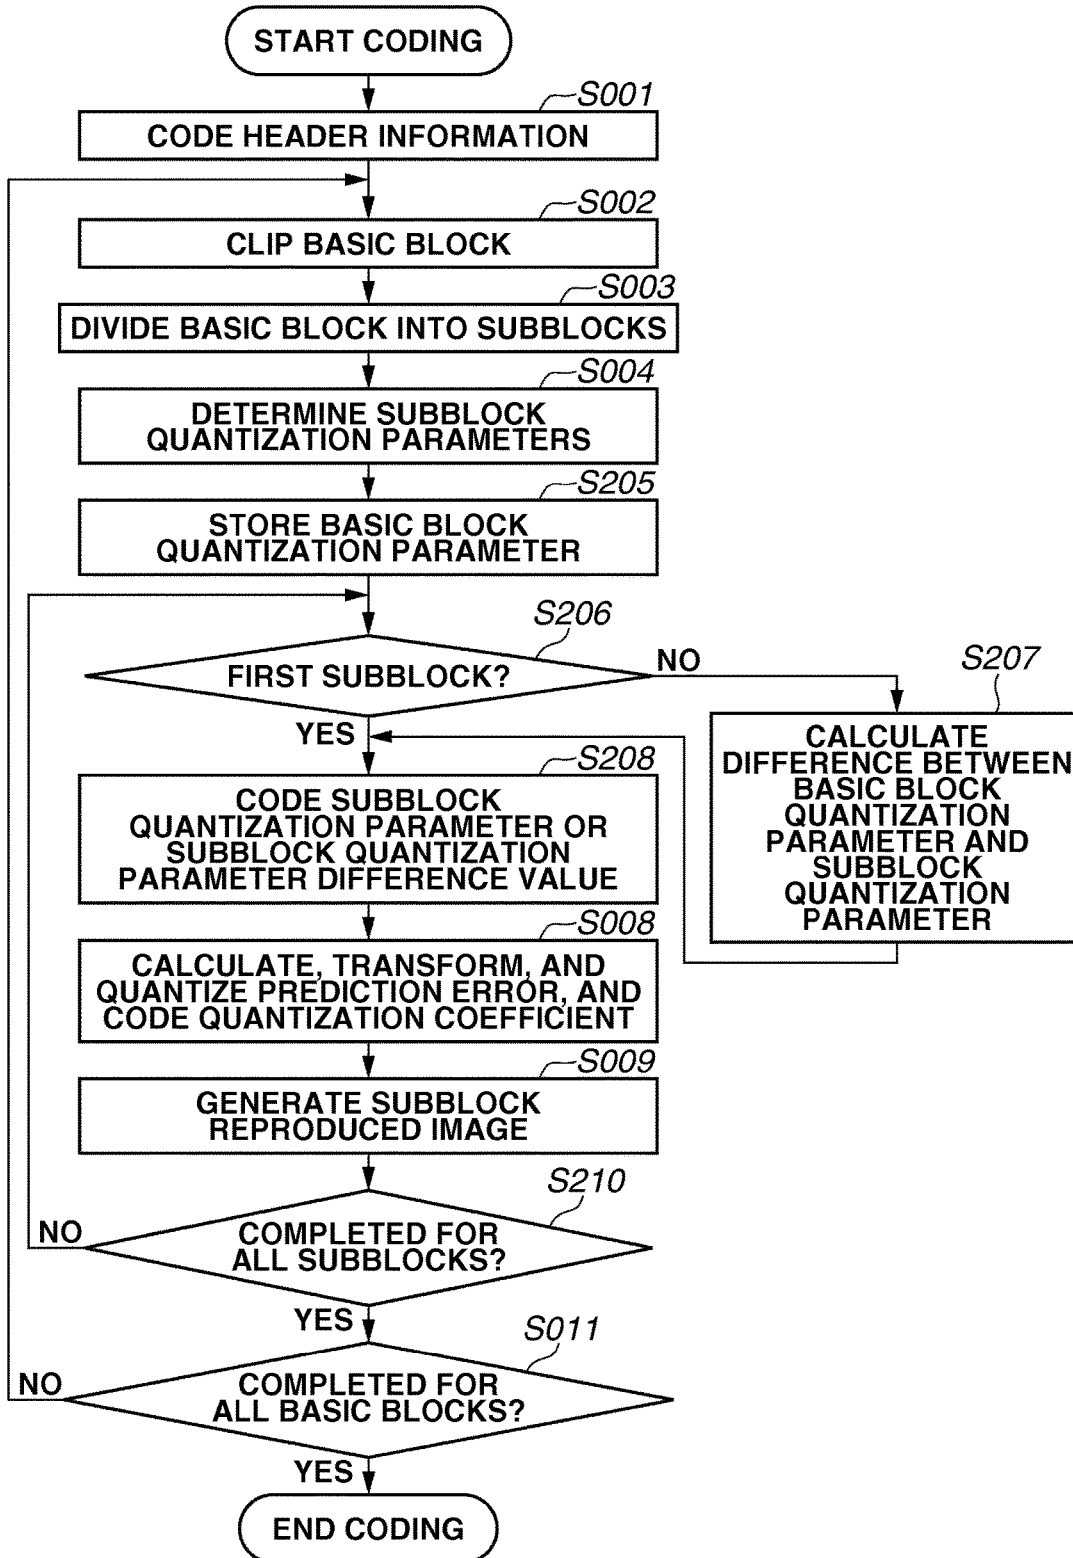 START CODING
S001
CODE HEADER INFORMATION
S002
CLIP BASIC BLOCK
S003
DIVIDE BASIC BLOCK INTO SUBBLOCKS
S004
DETERMINE SUBBLOCK
QUANTIZATION PARAMETERS
S205
STORE BASIC BLOCK
QUANTIZATION PARAMETER
S206
FIRST SUBBLOCK?
NO
YES
S207
CALCULATE
DIFFERENCE BETWEEN
BASIC BLOCK
QUANTIZATION
PARAMETER AND
SUBBLOCK
QUANTIZATION
PARAMETER
S208
CODE SUBBLOCK
QUANTIZATION PARAMETER OR
SUBBLOCK QUANTIZATION
PARAMETER DIFFERENCE VALUE
S008
CALCULATE, TRANSFORM, AND
QUANTIZE PREDICTION ERROR, AND
CODE QUANTIZATION COEFFICIENT
S009
GENERATE SUBBLOCK
REPRODUCED IMAGE
S210
COMPLETED FOR
ALL SUBBLOCKS?
NO
YES
S011
COMPLETED FOR
ALL BASIC BLOCKS?
NO
YES
END CODING